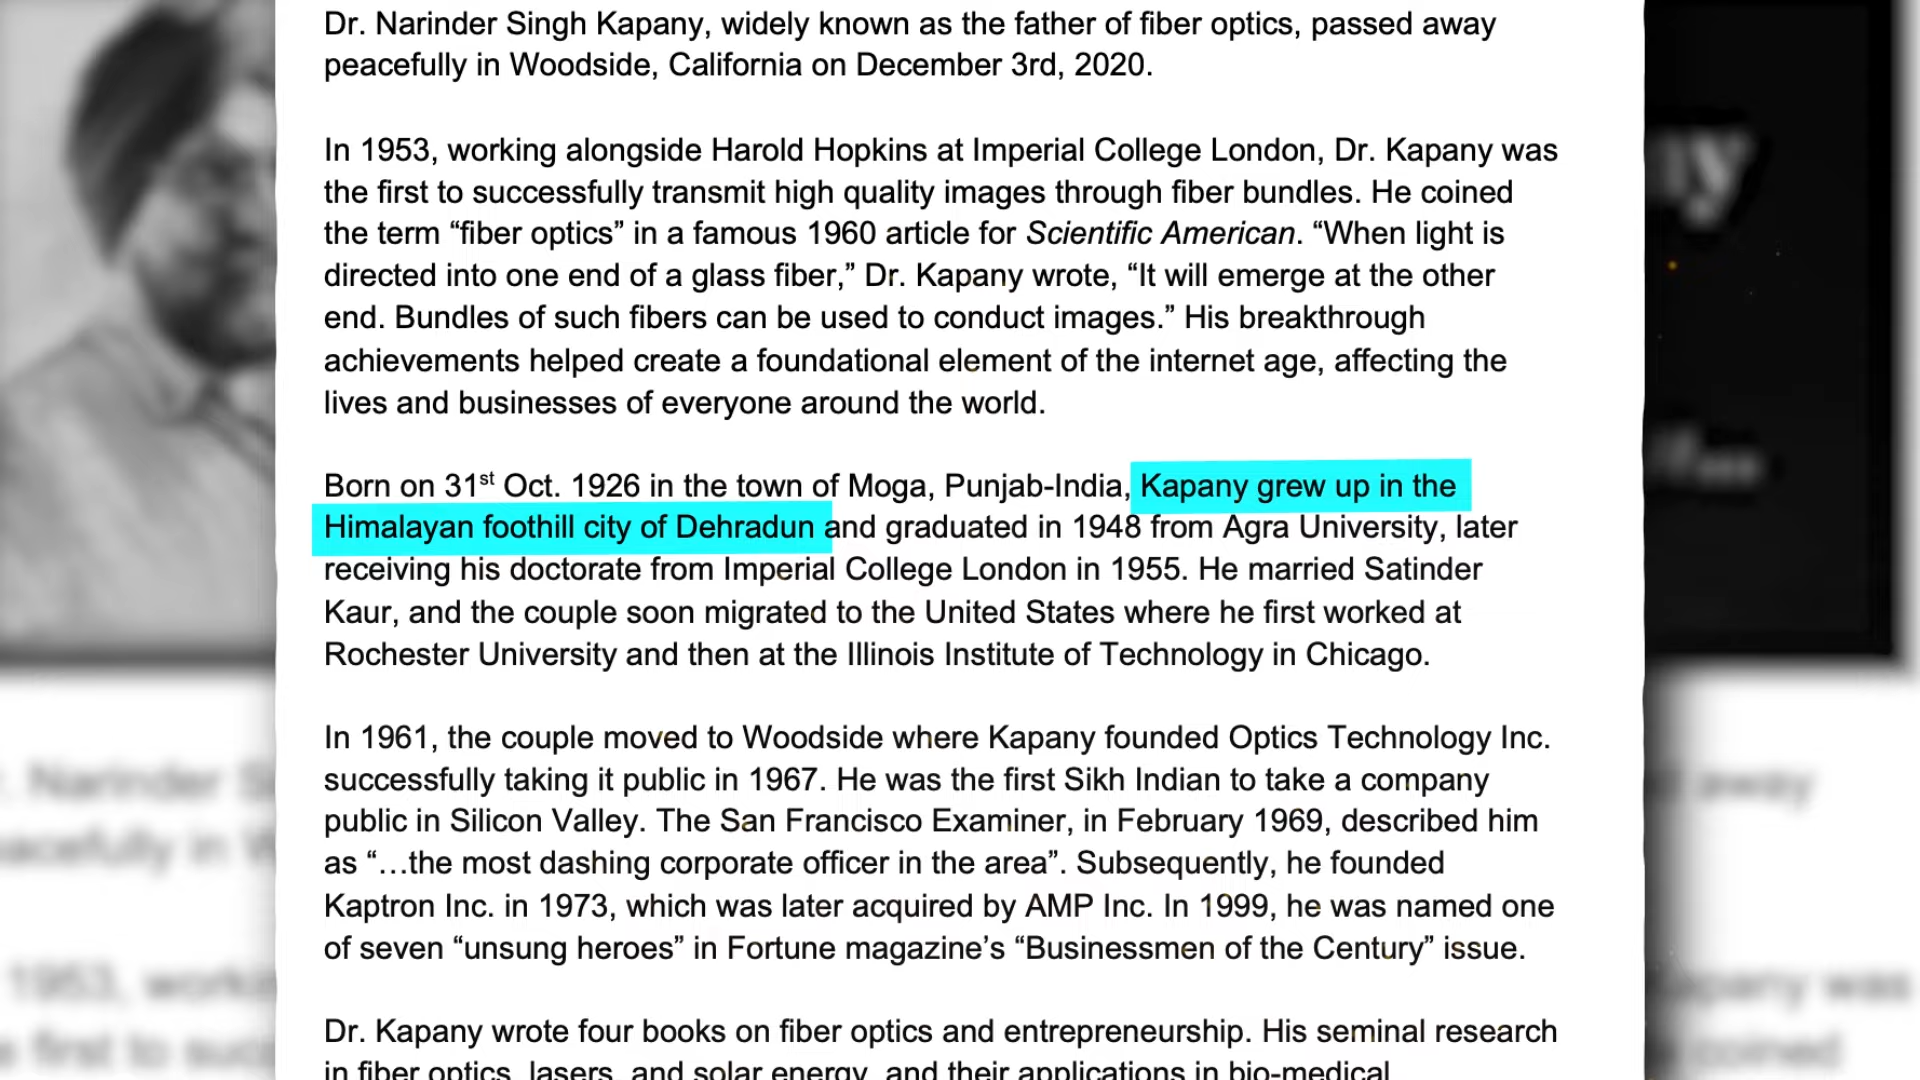 Dr. Narinder Singh Kapany, widely known as the father of fiber optics, passed away
peacefully in Woodside, California on December 3rd, 2020.
In 1953, working alongside Harold Hopkins at Imperial College London, Dr. Kapany was
the first to successfully transmit high quality images through fiber bundles. He coined
the term “fiber optics” in a famous 1960 article for Scientific American. “When light is
directed into one end of a glass fiber,” Dr. Kapany wrote, “It will emerge at the other
end. Bundles of such fibers can be used to conduct images.” His breakthrough
achievements helped create a foundational element of the internet age, affecting the
lives and businesses of everyone around the world.
Born on 31st Oct. 1926 in the town of Moga, Punjab-India, Kapany grew up in the
Himalayan foothill city of Dehradun and graduated in 1948 from Agra University, later
receiving his doctorate from Imperial College London in 1955. He married Satinder
Kaur, and the couple soon migrated to the United States where he first worked at
Rochester University and then at the Illinois Institute of Technology in Chicago.
In 1961, the couple moved to Woodside where Kapany founded Optics Technology Inc.
successfully taking it public in 1967. He was the first Sikh Indian to take a company
public in Silicon Valley. The San Francisco Examiner, in February 1969, described him
as “…the most dashing corporate officer in the area”. Subsequently, he founded
Kaptron Inc. in 1973, which was later acquired by AMP Inc. In 1999, he was named one
of seven “unsung heroes” in Fortune magazine’s “Businessmen of the Century” issue.
Dr. Kapany wrote four books on fiber optics and entrepreneurship. His seminal research
in fiber optics, lasers, and solar energy, and their applications in bio-medical